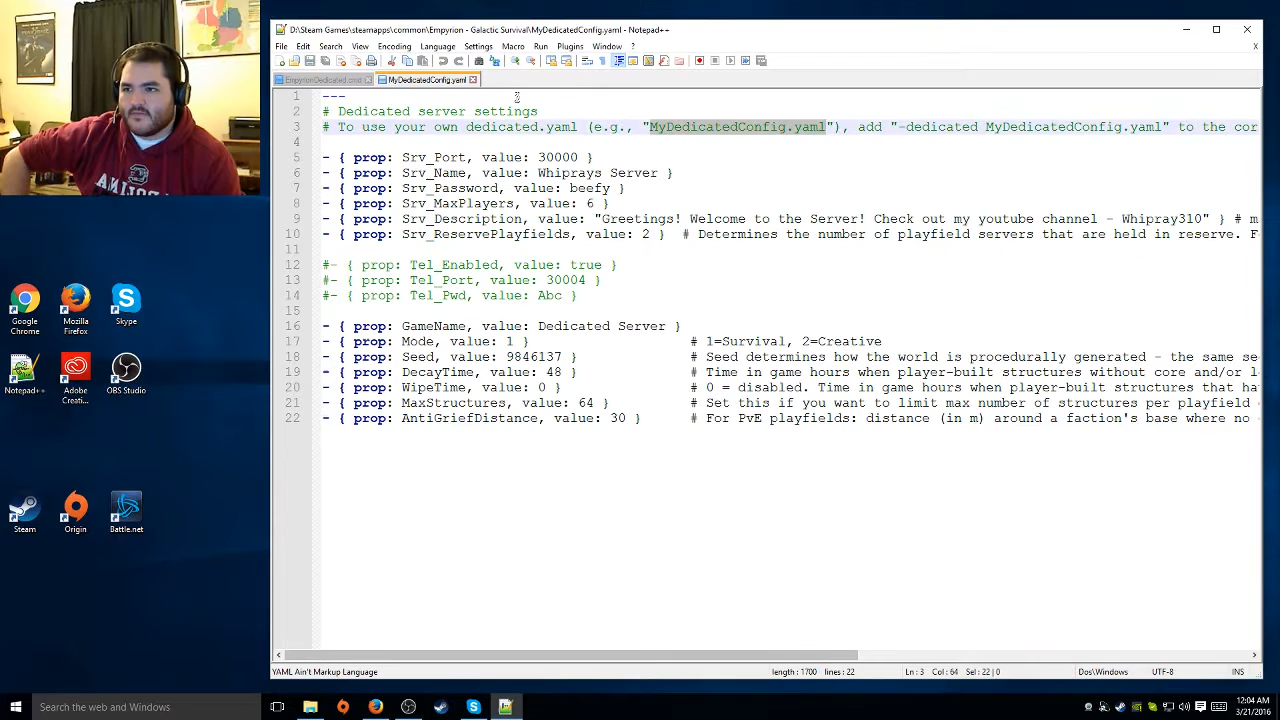 D:\Steam Games\steamapps\common\Empyrion - Galactic Survival\MyDedicatedConfig.yaml - Notepad++
File Edit Search View Encoding Language Settings Macro Run Plugins Window ? X
EmpyrionDedicated.cmd MyDedicatedConfig.yaml
1 ---
2 # Dedicated server settings
3 # To use your own dedicated.yaml (e.g., "MyDedicatedConfig.yaml"), add "-dedicated MyDedicatedConfig.yaml" to the cor
4
5 - { prop: Srv_Port, value: 30000 }
6 - { prop: Srv_Name, value: Whiprays Server }
7 - { prop: Srv_Password, value: beefy }
8 - { prop: Srv_MaxPlayers, value: 6 }
9 - { prop: Srv_Description, value: "Greetings! Welcome to the Server! Check out my youtube channel - Whipray310" } # m
10 - { prop: Srv_ReservePlayfields, value: 2 } # Determines the number of playfield servers that are held in reserve. F
11
12 #- { prop: Tel_Enabled, value: true }
13 #- { prop: Tel_Port, value: 30004 }
14 #- { prop: Tel_Pwd, value: Abc }
15
16 - { prop: GameName, value: Dedicated Server }
17 - { prop: Mode, value: 1 } # 1=Survival, 2=Creative
18 - { prop: Seed, value: 9846137 } # Seed determines how the world is procedurally generated - the same se
19 - { prop: DecayTime, value: 48 } # Time in game hours when player-built structures without core and/or l
20 - { prop: WipeTime, value: 0 } # 0 = disabled. Time in game hours when player-built structures that ha
21 - { prop: MaxStructures, value: 64 } # Set this if you want to limit max number of structures per playfield
22 - { prop: AntiGriefDistance, value: 30 } # For PvE playfields: distance (in m) around a faction's base where no
YAML Ain't Markup Language length : 1700 lines : 22 Ln : 3 Col : 64 Sel : 22 | 0 Dos\Windows UTF-8 INS
Google Chrome
Mozilla Firefox
Skype
Notepad++
Adobe Creati...
OBS Studio
Steam
Origin
Battle.net
Search the web and Windows
12:04 AM
3/21/2016